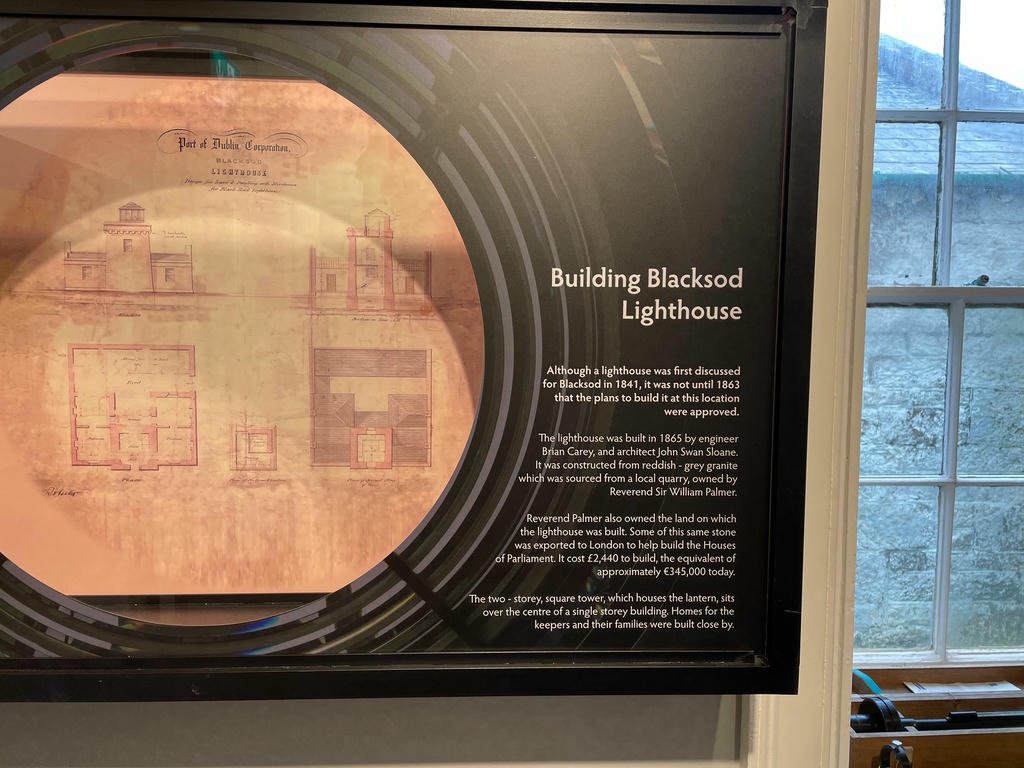 Port of Dublin Corporation,
BLACKSOD
LIGHTHOUSE
Building Blacksod
Lighthouse
Although a lighthouse was first discussed
for Blacksod in 1841, it was not until 1863
that the plans to build it at this location
were approved.
The lighthouse was built in 1865 by engineer
Brian Carey, and architect John Swan Sloane.
It was constructed from reddish - grey granite
which was sourced from a local quarry, owned by
Reverend Sir William Palmer.
Reverend Palmer also owned the land on which
the lighthouse was built. Some of this same stone
was exported to London to help build the Houses
of Parliament. It cost £2,440 to build, the equivalent of
approximately €345,000 today.
The two - storey, square tower, which houses the lantern, sits
over the centre of a single storey building. Homes for the
keepers and their families were built close by.